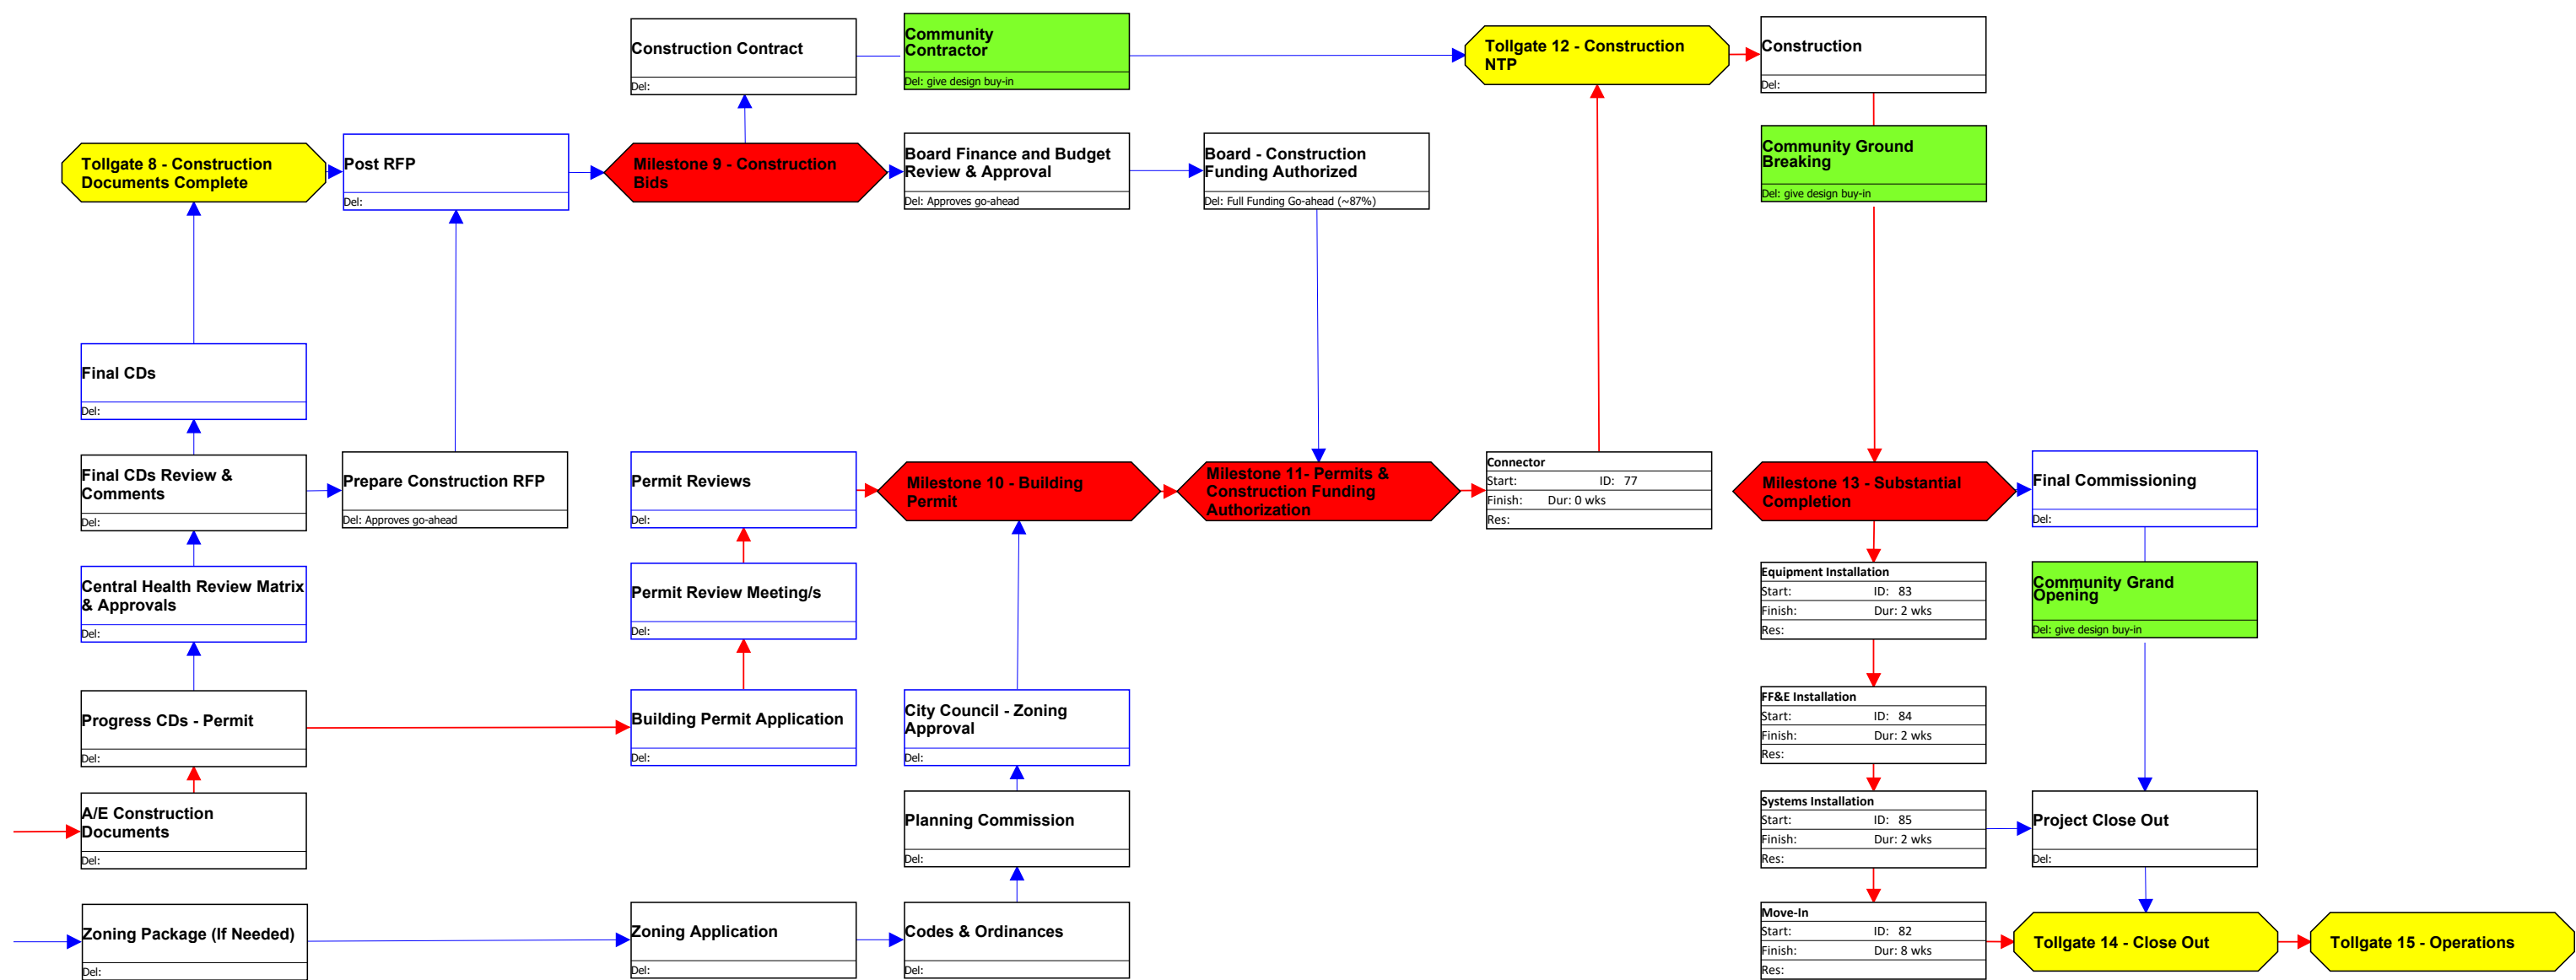 Construction Contract
Del:
Community
Contractor
Del: give design buy-in
Tollgate 12 - Construction
NTP
Construction
Del:
Tollgate 8 - Construction
Documents Complete
Post RFP
Del:
Milestone 9 - Construction
Bids
Board Finance and Budget
Review & Approval
Del: Approves go-ahead
Board - Construction
Funding Authorized
Del: Full Funding Go-ahead (~87%)
Community Ground
Breaking
Del: give design buy-in
Final CDs
Del:
Final CDs Review &
Comments
Del:
Prepare Construction RFP
Del: Approves go-ahead
Permit Reviews
Del:
Milestone 10 - Building
Permit
Milestone 11- Permits &
Construction Funding
Authorization
Connector
Start: ID: 77
Finish: Dur: 0 wks
Res:
Milestone 13 - Substantial
Completion
Final Commissioning
Del:
Central Health Review Matrix
& Approvals
Del:
Permit Review Meeting/s
Del:
Equipment Installation
Start: ID: 83
Finish: Dur: 2 wks
Res:
Community Grand
Opening
Del: give design buy-in
Progress CDs - Permit
Del:
Building Permit Application
Del:
City Council - Zoning
Approval
Del:
FF&E Installation
Start: ID: 84
Finish: Dur: 2 wks
Res:
A/E Construction
Documents
Del:
Planning Commission
Del:
Systems Installation
Start: ID: 85
Finish: Dur: 2 wks
Res:
Project Close Out
Del:
Zoning Package (If Needed)
Del:
Zoning Application
Del:
Codes & Ordinances
Del:
Move-In
Start: ID: 82
Finish: Dur: 8 wks
Res:
Tollgate 14 - Close Out
Tollgate 15 - Operations